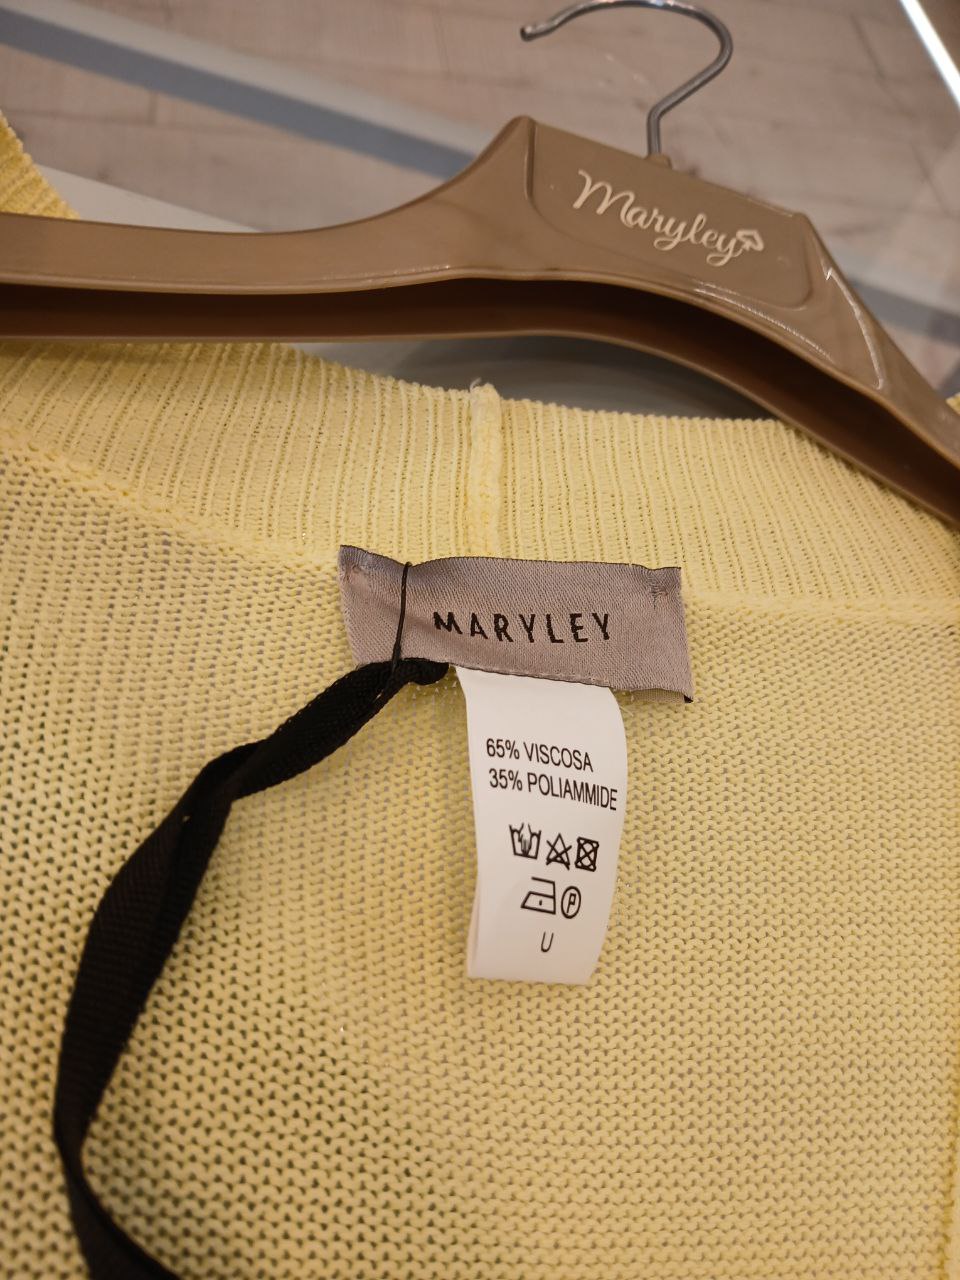 Maryley
MARYLEY
65% VISCOSA
35% POLIAMMIDE
P
U